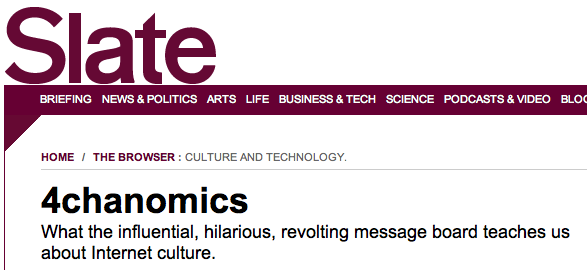 Slate
BRIEFING NEWS & POLITICS ARTS LIFE BUSINESS & TECH SCIENCE PODCASTS & VIDEO BLO
HOME / THE BROWSER : CULTURE AND TECHNOLOGY.
4chanomics
What the influential, hilarious, revolting message board teaches us
about Internet culture.